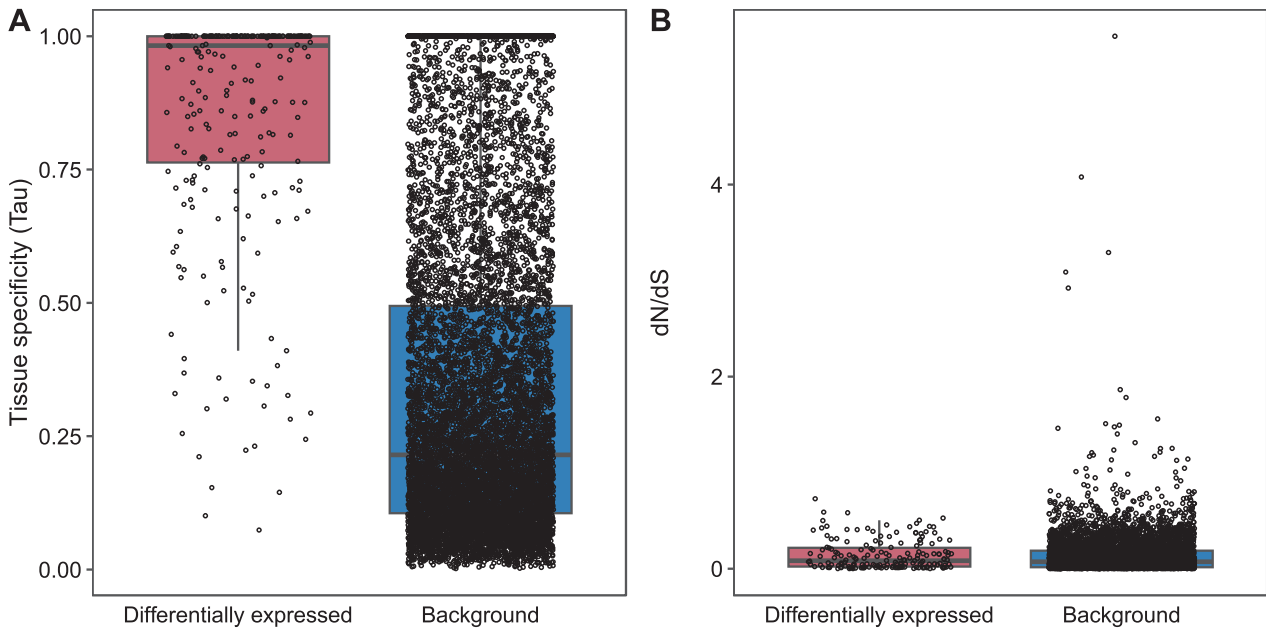 A
Tissue specificity (Tau)
1.00
0.75
0.50
0.25
0.00
Differentially expressed
Background
B
dN/dS
4
2
0
Differentially expressed
Background